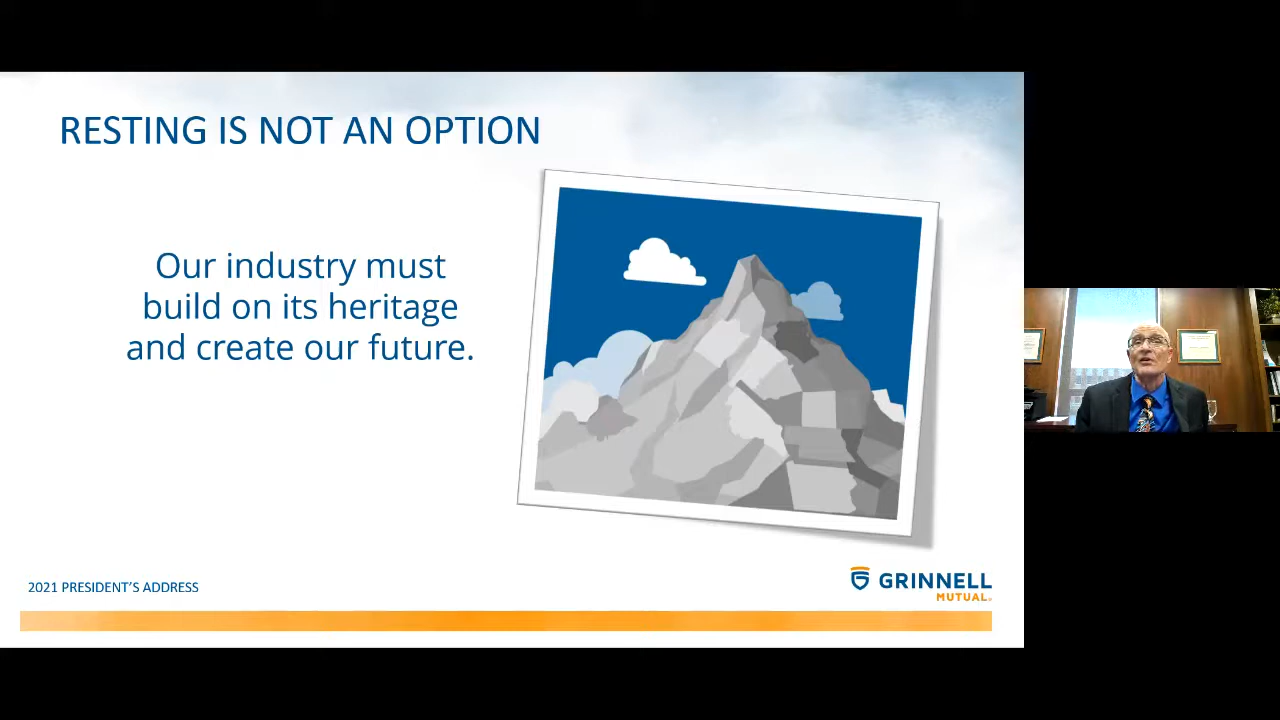 RESTING IS NOT AN OPTION
Our industry must
build on its heritage
and create our future.
2021 PRESIDENT'S ADDRESS
GRINNELL
MUTUAL